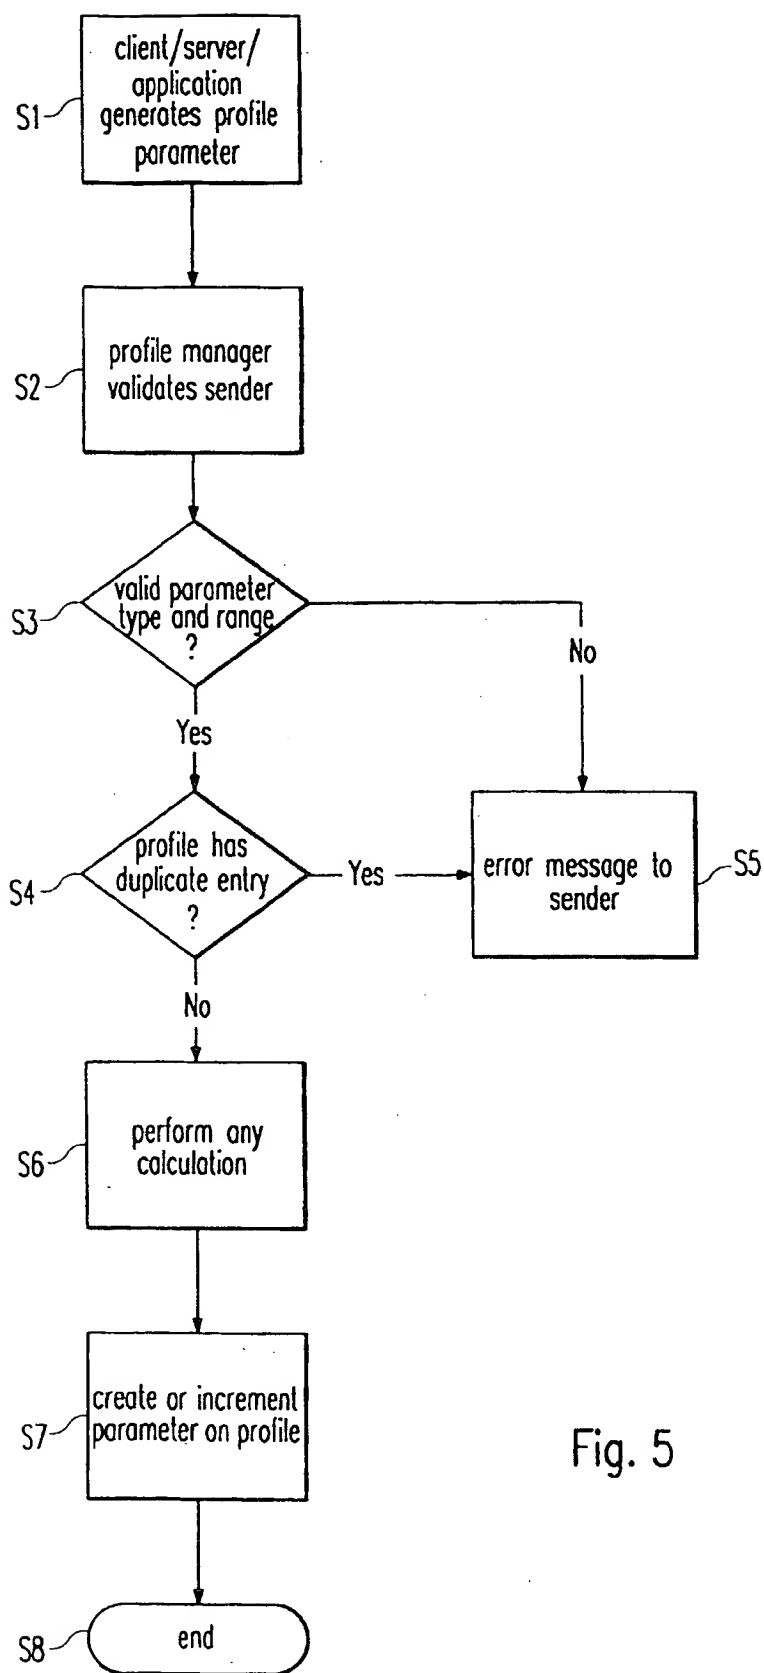 client/server/
application
generates profile
parameter
S1
profile manager
validates sender
S2
valid parameter
type and range
?
S3
No
Yes
profile has
duplicate entry
?
S4
Yes
error message to
sender
S5
No
perform any
calculation
S6
create or increment
parameter on profile
S7
Fig. 5
end
S8